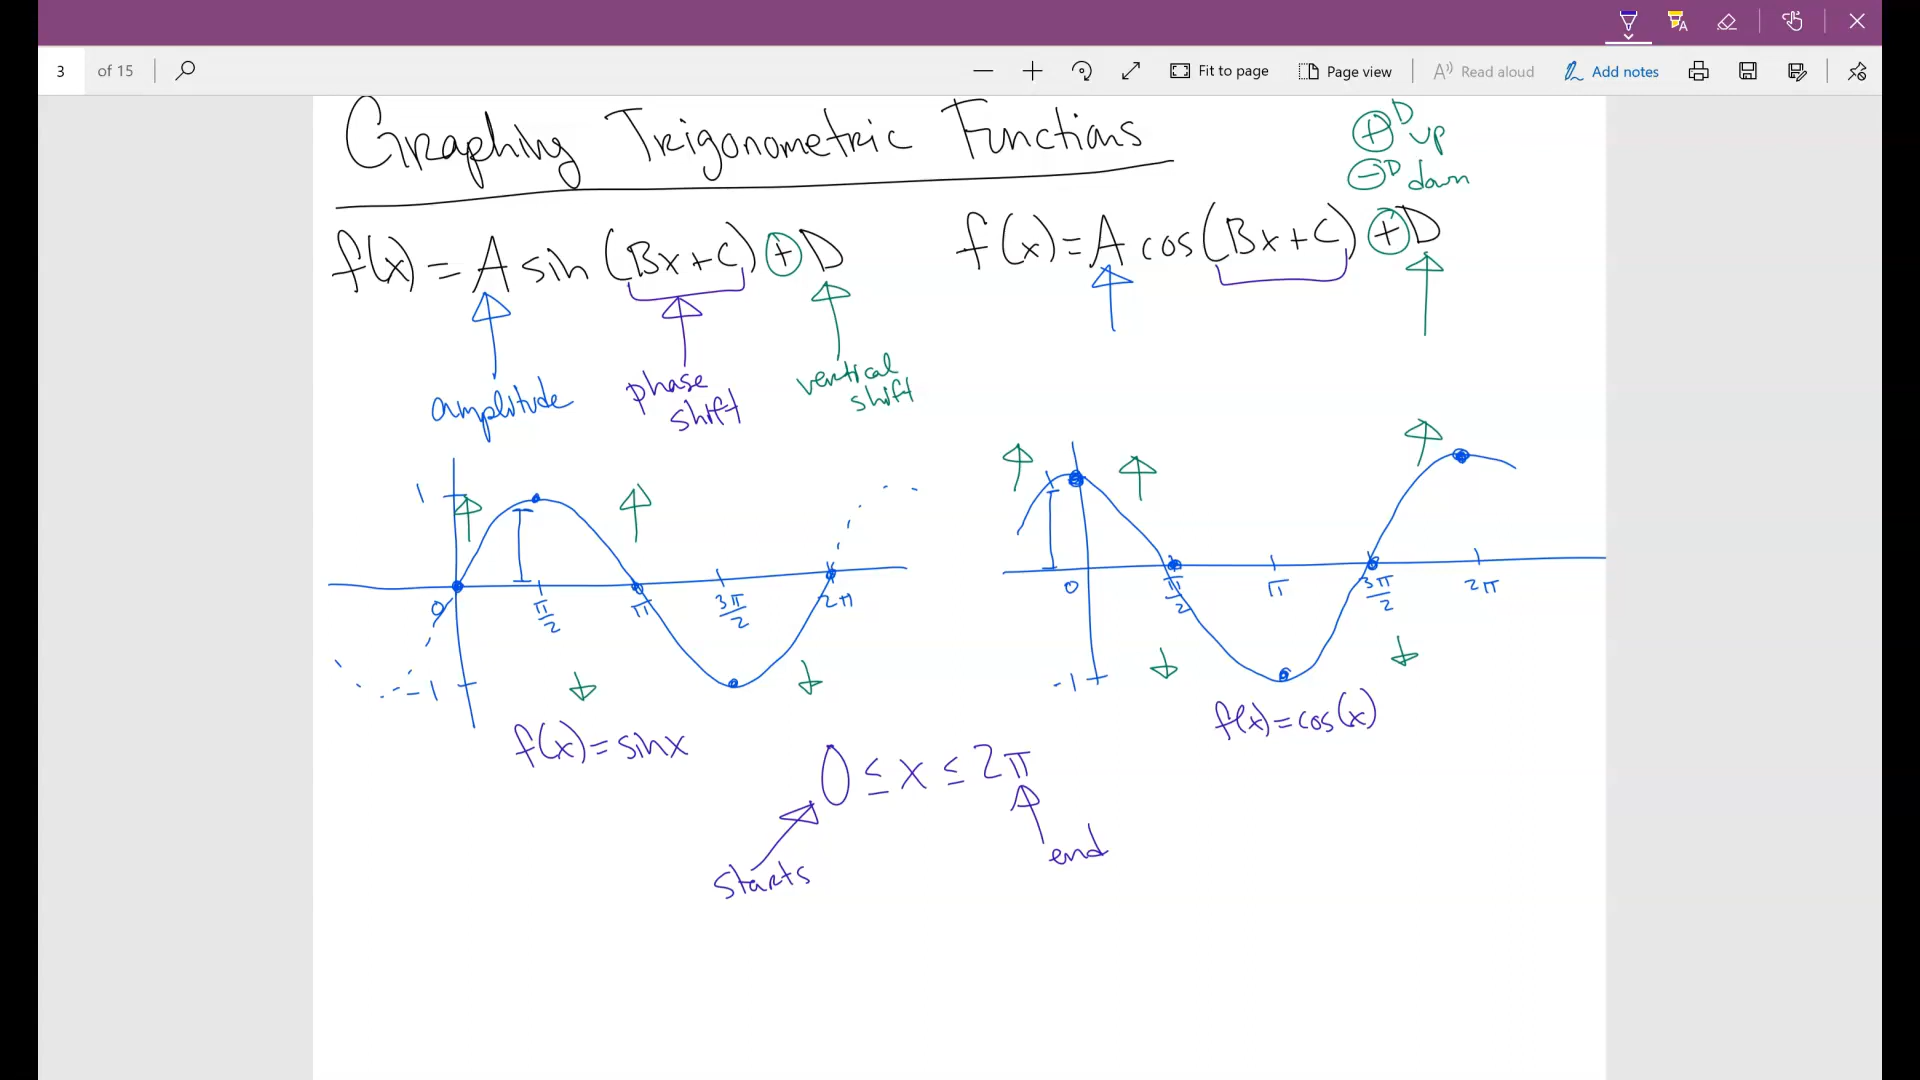 3 of 15
Fit to page
Page view
Read aloud
Add notes
Graphing Trigonometric Functions
+D up
-D down
f(x) = A sin (Bx+C) + D
f(x) = A cos (Bx+C) + D
amplitude
phase shift
vertical shift
1
0
π/2
π
3π/2
2π
-1
f(x) = sin x
1
0
π/2
π
3π/2
2π
-1
f(x) = cos(x)
0 ≤ x ≤ 2π
starts
end